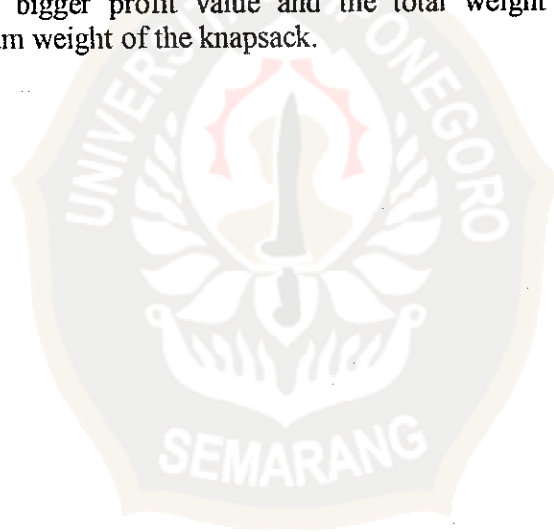 bigger profit value and the total weight
m weight of the knapsack.
UNIVERSITAS DIPONEGORO
SEMARANG